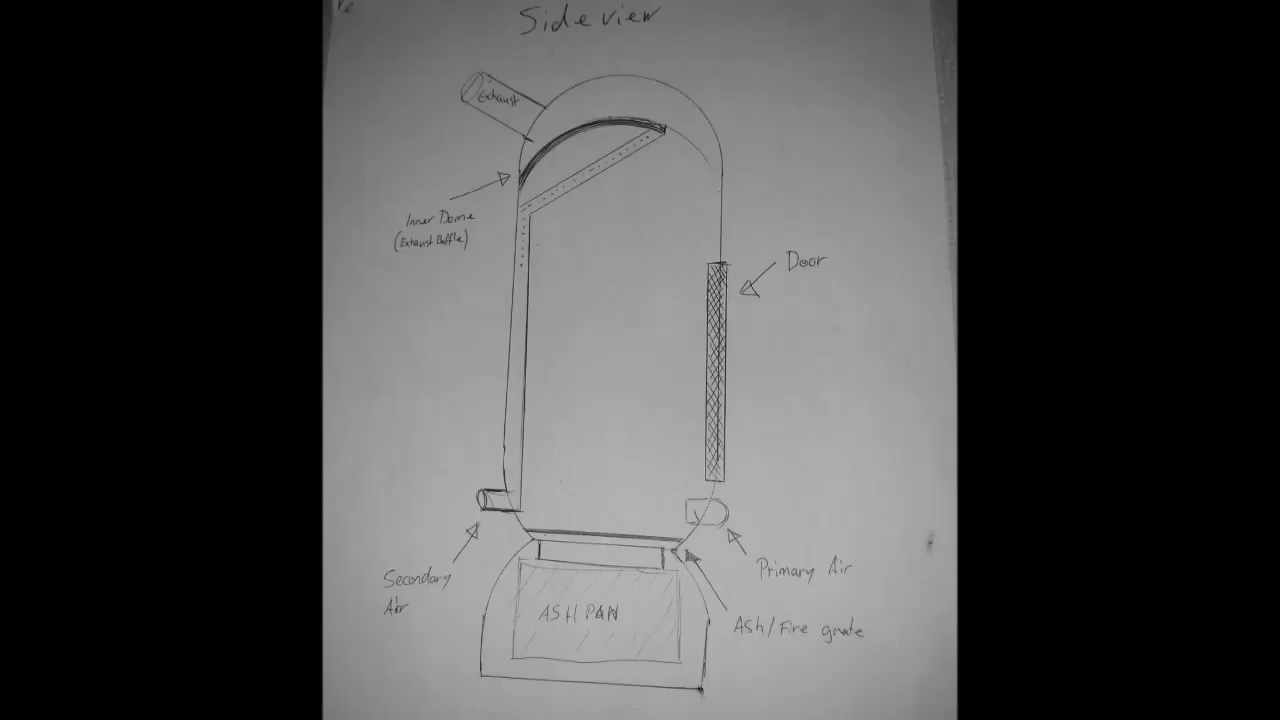 Side view
Exhaust
Inner Dome
(Exhaust Baffle)
Door
Secondary
Air
Primary Air
ASH PAN
Ash/Fire grate